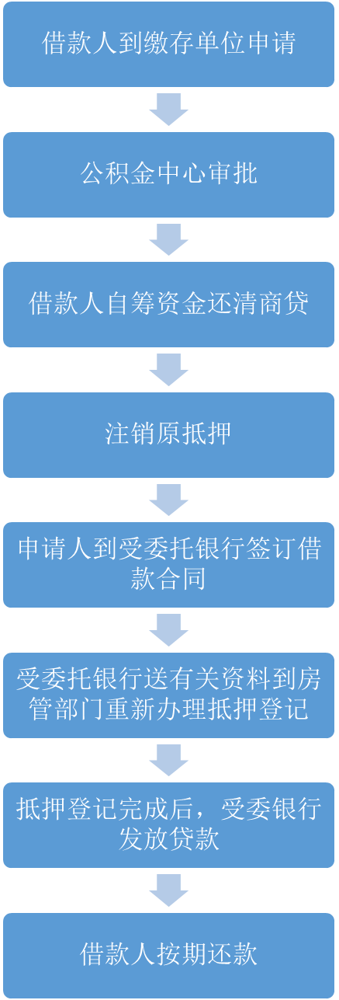 借款人到缴存单位申请
公积金中心审批
借款人自筹资金还清商贷
注销原抵押
申请人到受委托银行签订借
款合同
受委托银行送有关资料到房
管部门重新办理抵押登记
抵押登记完成后，受委银行
发放贷款
借款人按期还款